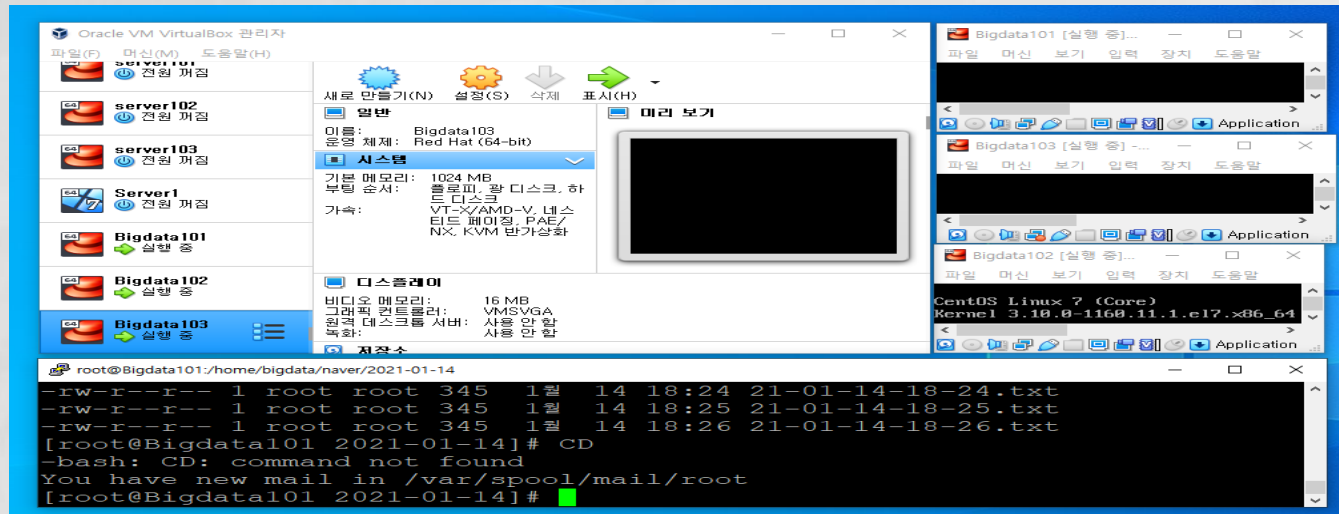 Oracle VM VirtualBox 관리자
파일(F) 머신(M) 도움말(H)
server101
전원 꺼짐
server102
전원 꺼짐
server103
전원 꺼짐
Server1
전원 꺼짐
Bigdata101
실행 중
Bigdata102
실행 중
Bigdata103
실행 중
새로 만들기(N) 설정(S) 삭제 표시(H)
일반
이름: Bigdata103
운영 체제: Red Hat (64-bit)
시스템
기본 메모리: 1024 MB
부팅 순서: 플로피, 광 디스크, 하
드 디스크
가속: VT-X/AMD-V, 네스
티드 페이징, PAE/
NX, KVM 반가상화
디스플레이
비디오 메모리: 16 MB
그래픽 컨트롤러: VMSVGA
원격 데스크톱 서버: 사용 안 함
녹화: 사용 안 함
저장소
미리 보기
Bigdata101 [실행 중]...
파일 머신 보기 입력 장치 도움말
Application
Bigdata103 [실행 중] -...
파일 머신 보기 입력 장치 도움말
Application
Bigdata102 [실행 중]...
파일 머신 보기 입력 장치 도움말
CentOS Linux 7 (Core)
Kernel 3.10.0-1160.11.1.el7.x86_64
Application
root@Bigdata101:/home/bigdata/naver/2021-01-14
-rw-r--r-- 1 root root 345 1월 14 18:24 21-01-14-18-24.txt
-rw-r--r-- 1 root root 345 1월 14 18:25 21-01-14-18-25.txt
-rw-r--r-- 1 root root 345 1월 14 18:26 21-01-14-18-26.txt
[root@Bigdata101 2021-01-14]# CD
-bash: CD: command not found
You have new mail in /var/spool/mail/root
[root@Bigdata101 2021-01-14]#